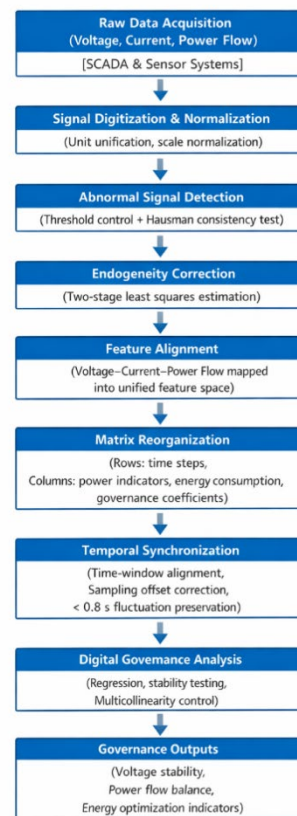 Raw Data Acquisition
(Voltage, Current, Power Flow)
[SCADA & Sensor Systems]
Signal Digitization & Normalization
(Unit unification, scale normalization)
Abnormal Signal Detection
(Threshold control + Hausman consistency test)
Endogeneity Correction
(Two-stage least squares estimation)
Feature Alignment
(Voltage–Current–Power Flow mapped
into unified feature space)
Matrix Reorganization
(Rows: time steps,
Columns: power indicators, energy consumption,
governance coefficients)
Temporal Synchronization
(Time-window alignment,
Sampling offset correction,
< 0.8 s fluctuation preservation)
Digital Govemance Analysis
(Regression, stability testing,
Multicollinearity control)
Governance Outputs
(Voltage stability,
Power flow balance,
Energy optimization indicators)